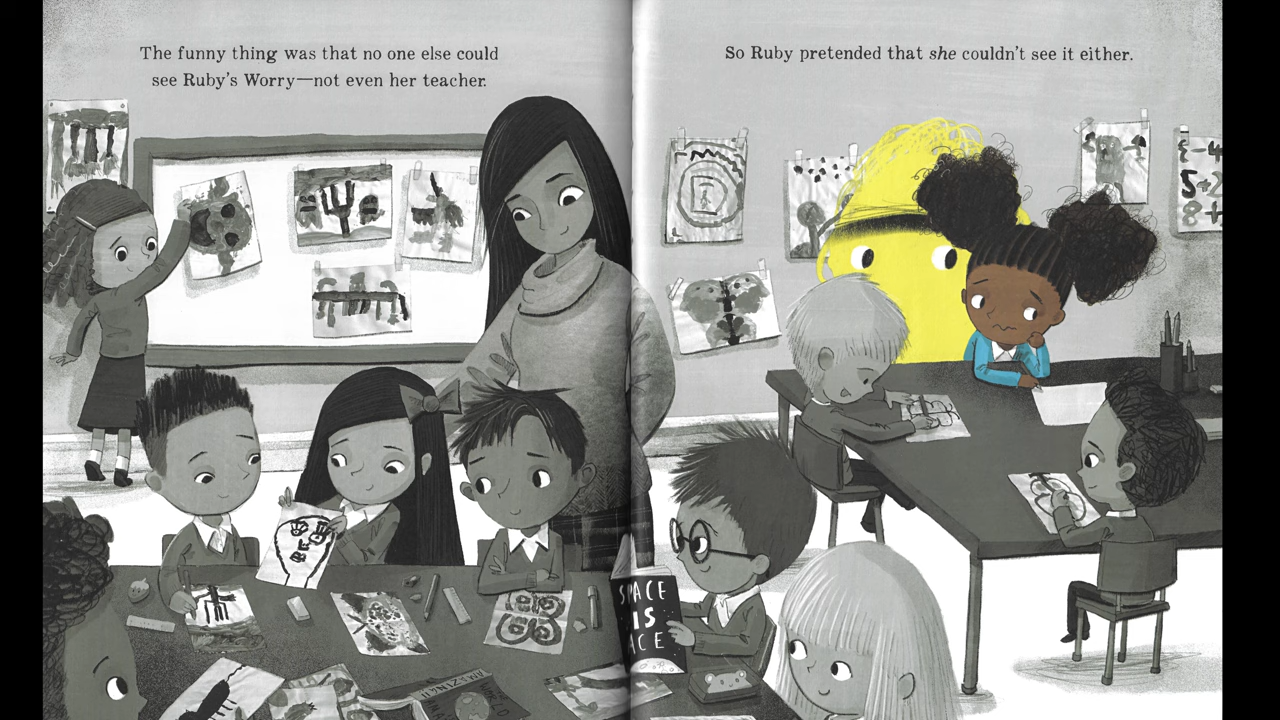 The funny thing was that no one else could
see Ruby's Worry—not even her teacher.
So Ruby pretended that she couldn't see it either.
SPACE
IS
ACE